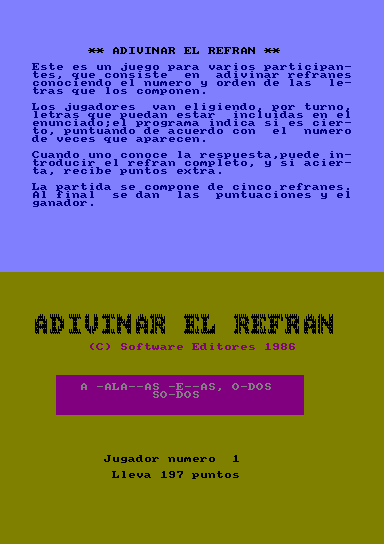 ** ADIVINAR EL REFRAN **
Este es un juego para varios participan-
tes, que consiste en adivinar refranes
conociendo el numero y orden de las le-
tras que los componen.
Los jugadores van eligiendo, por turno,
letras que puedan estar incluidas en el
enunciado;el programa indica si es cier-
to, puntuando de acuerdo con el numero
de veces que aparecen.
Cuando uno conoce la respuesta,puede in-
troducir el refran completo, y si acier-
ta, recibe puntos extra.
La partida se compone de cinco refranes.
Al final se dan las puntuaciones y el
ganador.
ADIVINAR EL REFRAN
(C) Software Editores 1986
A -ALA--AS -E--AS, O-DOS
SO-DOS
Jugador numero 1
Lleva 197 puntos